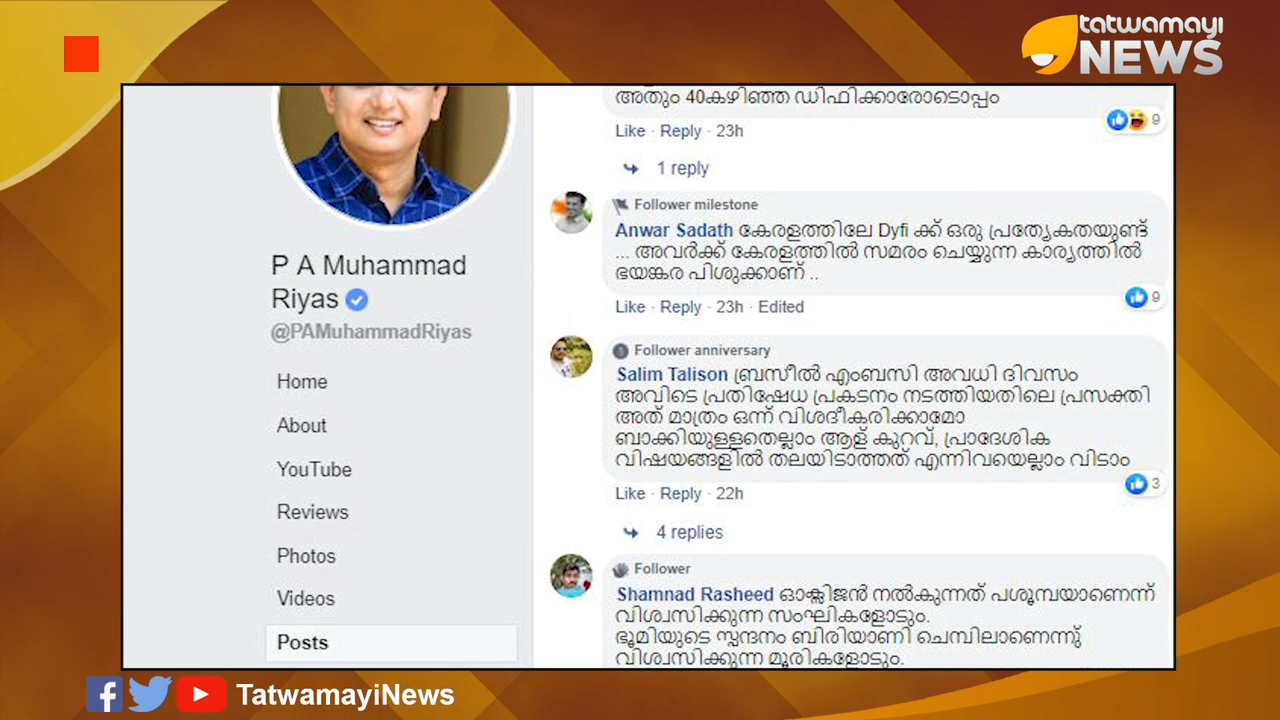 tatwamayi
NEWS
P A Muhammad
Riyas
@PAMuhammadRiyas
Home
About
YouTube
Reviews
Photos
Videos
Posts
അതും 40കഴിഞ്ഞ ഡിഫിക്കാരോടൊപ്പം
9
Like · Reply · 23h
1 reply
Follower milestone
Anwar Sadath കേരളത്തിലേ Dyfi ക്ക് ഒരു പ്രത്യേകതയുണ്ട്
... അവർക്ക് കേരളത്തിൽ സമരം ചെയ്യുന്ന കാര്യത്തിൽ
ഭയങ്കര പിശുക്കാണ് ..
9
Like · Reply · 23h · Edited
Follower anniversary
Salim Talison ബ്രസീൽ എംബസി അവധി ദിവസം
അവിടെ പ്രതിഷേധ പ്രകടനം നടത്തിയതിലെ പ്രസക്തി
അത് മാത്രം ഒന്ന് വിശദീകരിക്കാമോ
ബാക്കിയുള്ളതെല്ലാം ആള് കുറവ്, പ്രാദേശിക
വിഷയങ്ങളിൽ തലയിടാത്തത് എന്നിവയെല്ലാം വിടാം
3
Like · Reply · 22h
4 replies
Follower
Shamnad Rasheed ഓക്സിജൻ നൽകുന്നത് പശൂമ്പയാണെന്ന്
വിശ്വസിക്കുന്ന സംഘികളോടും.
ഭൂമിയുടെ സ്പന്ദനം ബിരിയാണി ചെമ്പിലാണെന്നു്
വിശ്വസിക്കുന്ന മൂരികളോടും.
TatwamayiNews